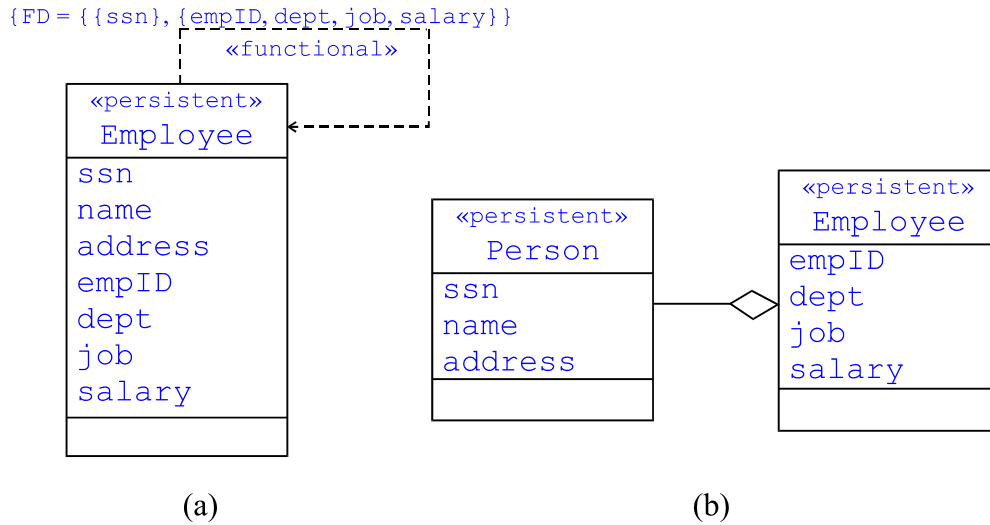 {FD = {{ssn}, {empID, dept, job, salary}}
«functional»
«persistent»
Employee
ssn
name
address
empID
dept
job
salary
(a)
«persistent»
Person
ssn
name
address
«persistent»
Employee
empID
dept
job
salary
(b)